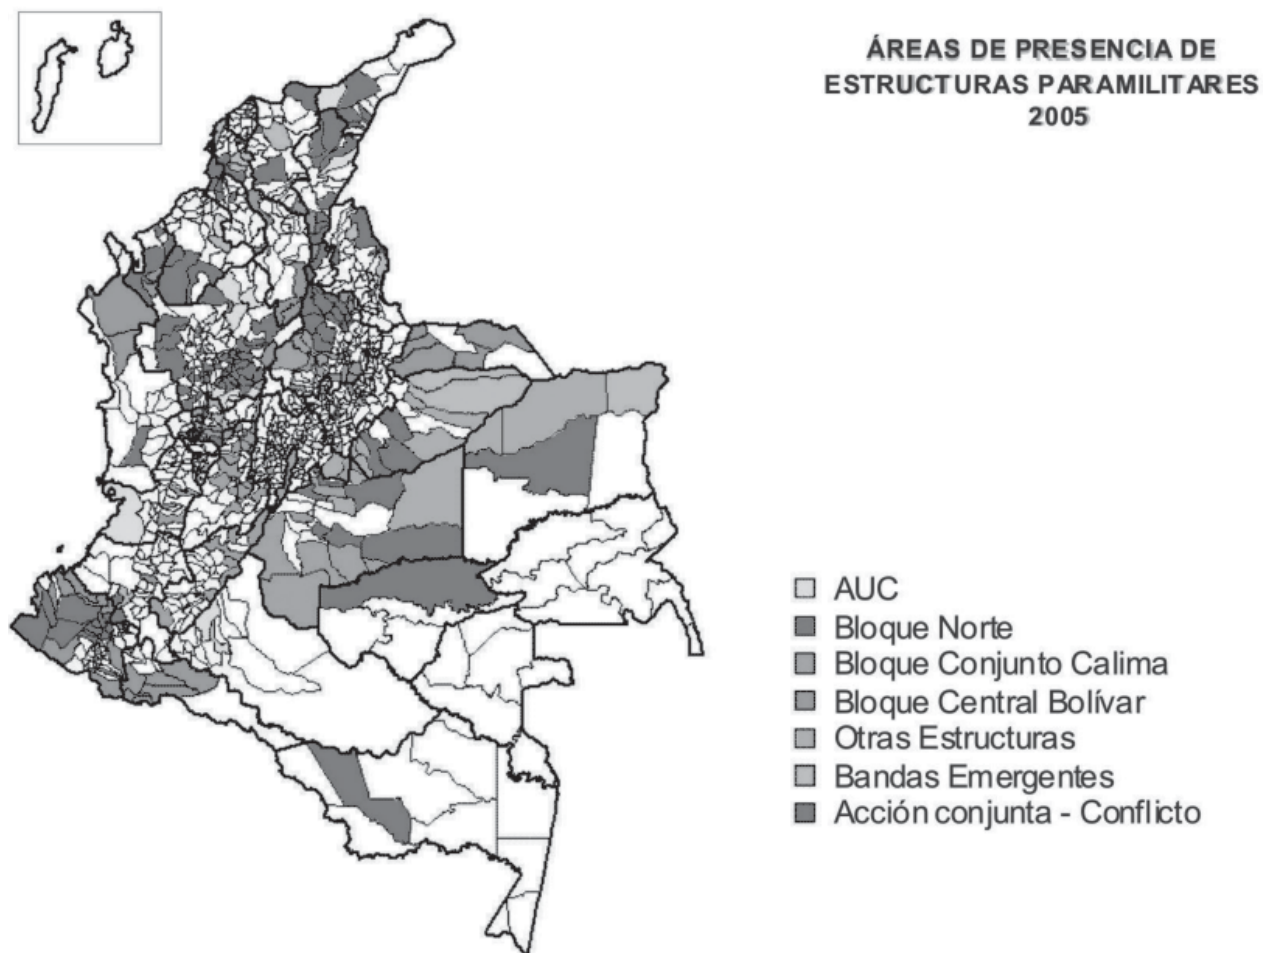 ÁREAS DE PRESENCIA DE
ESTRUCTURAS PARAMILITARES
2005
AUC
Bloque Norte
Bloque Conjunto Calima
Bloque Central Bolívar
Otras Estructuras
Bandas Emergentes
Acción conjunta - Conflicto